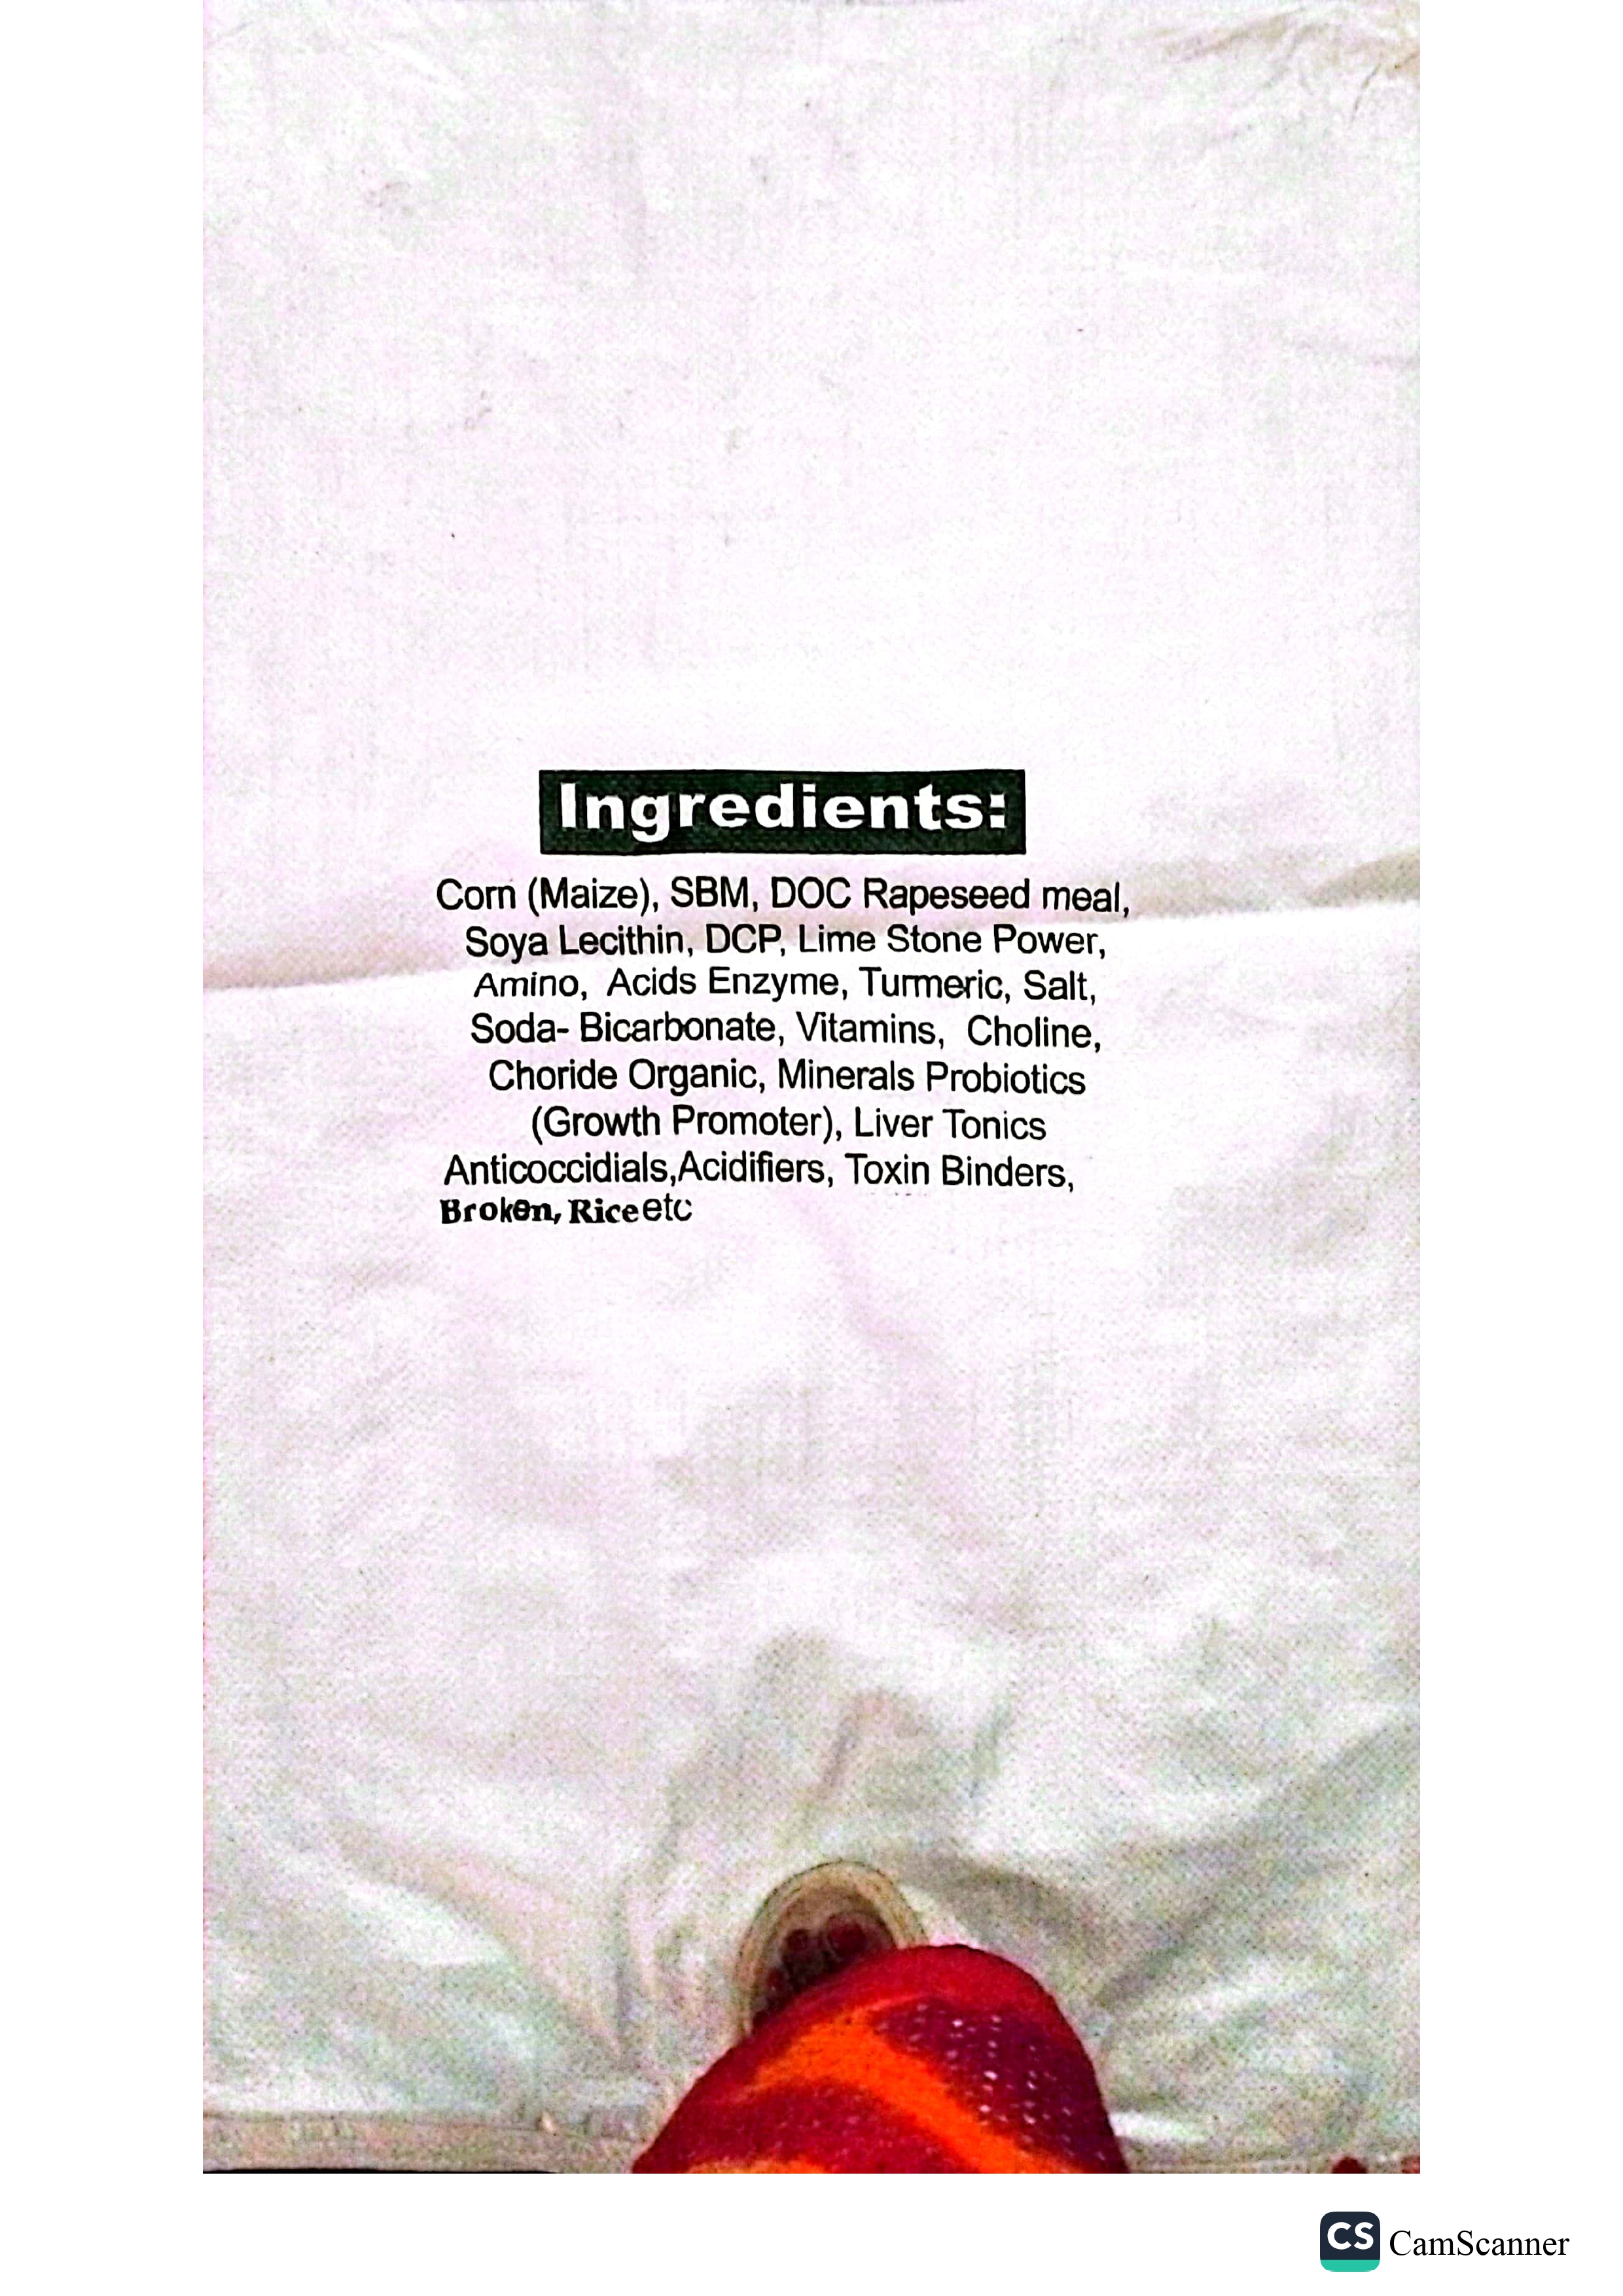 Ingredients:
Corn (Maize), SBM, DOC Rapeseed meal,
Soya Lecithin, DCP, Lime Stone Power,
Amino, Acids Enzyme, Turmeric, Salt,
Soda- Bicarbonate, Vitamins, Choline,
Choride Organic, Minerals Probiotics
(Growth Promoter), Liver Tonics
Anticoccidials,Acidifiers, Toxin Binders,
Broken, Rice etc
CS CamScanner